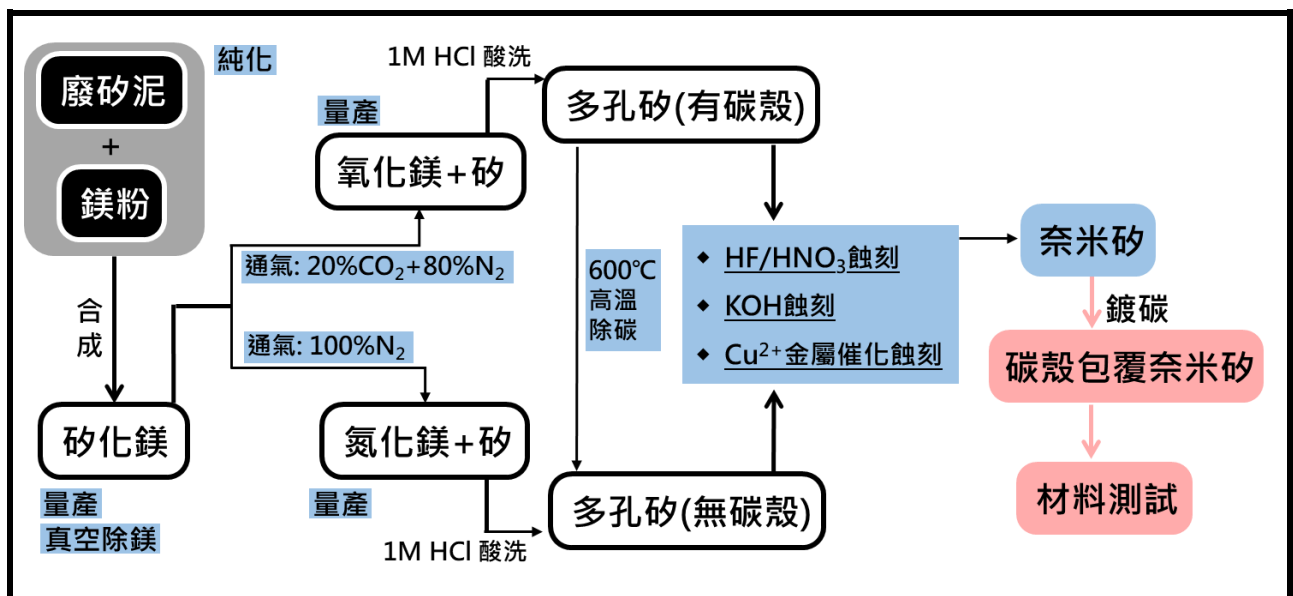 純化
廢矽泥
+
鎂粉
合成
矽化鎂
量產
真空除鎂
通氣: 20%CO₂+80%N₂
通氣: 100%N₂
量產
氧化鎂+矽
1M HCl 酸洗
氮化鎂+矽
量產
1M HCl 酸洗
多孔矽(有碳殼)
600℃
高溫
除碳
多孔矽(無碳殼)
◆ HF/HNO₃蝕刻
◆ KOH蝕刻
◆ Cu²⁺金屬催化蝕刻
奈米矽
鍍碳
碳殼包覆奈米矽
材料測試